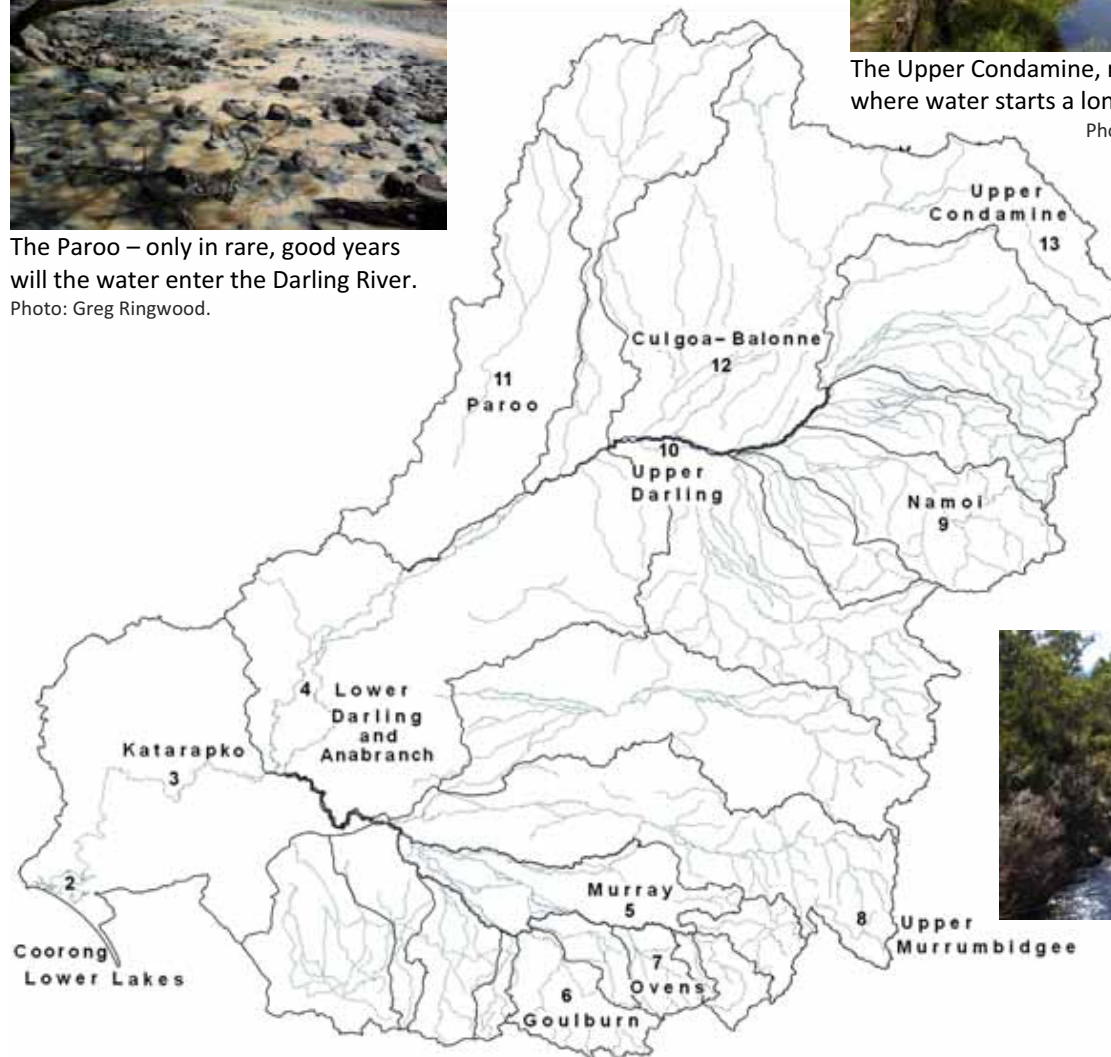 The Upper Condamine,
where water starts a
The Paroo – only in rare, good years
will the water enter the Darling River.
Photo: Greg Ringwood.
Upper
Condamine
13
Culgoa–Balonne
12
11
Paroo
10
Upper
Darling
Namoi
9
4 Lower
Darling
and
Anabranch
Katarapko
3
2
Coorong
Lower Lakes
Murray
5
8 Upper
Murrumbidgee
7
Ovens
6
Goulburn